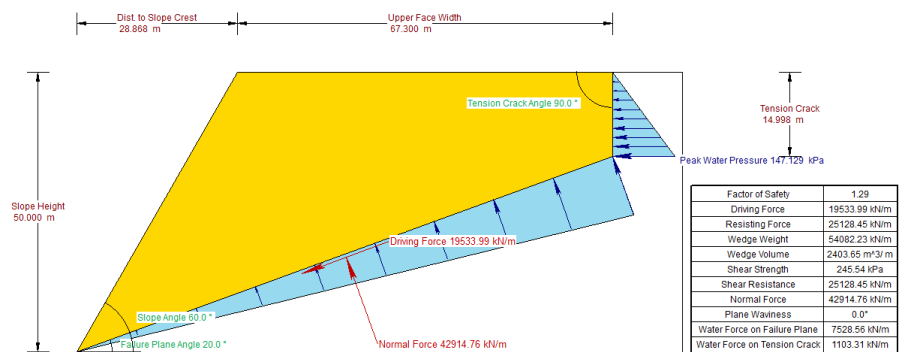 Dist. to Slope Crest
28.868 m
Upper Face Width
67.300 m
Tension Crack Angle 90.0 °
Tension Crack
14.998 m
Peak Water Pressure 147.129 kPa
Slope Height
50.000 m
Driving Force 19533.99 kN/m
Slope Angle 60.0 °
Failure Plane Angle 20.0 °
Normal Force 42914.76 kN/m
Factor of Safety 1.29
Driving Force 19533.99 kN/m
Resisting Force 25128.45 kN/m
Wedge Weight 54082.23 kN/m
Wedge Volume 2403.65 m^3/ m
Shear Strength 245.54 kPa
Shear Resistance 25128.45 kN/m
Normal Force 42914.76 kN/m
Plane Waviness 0.0°
Water Force on Failure Plane 7528.56 kN/m
Water Force on Tension Crack 1103.31 kN/m